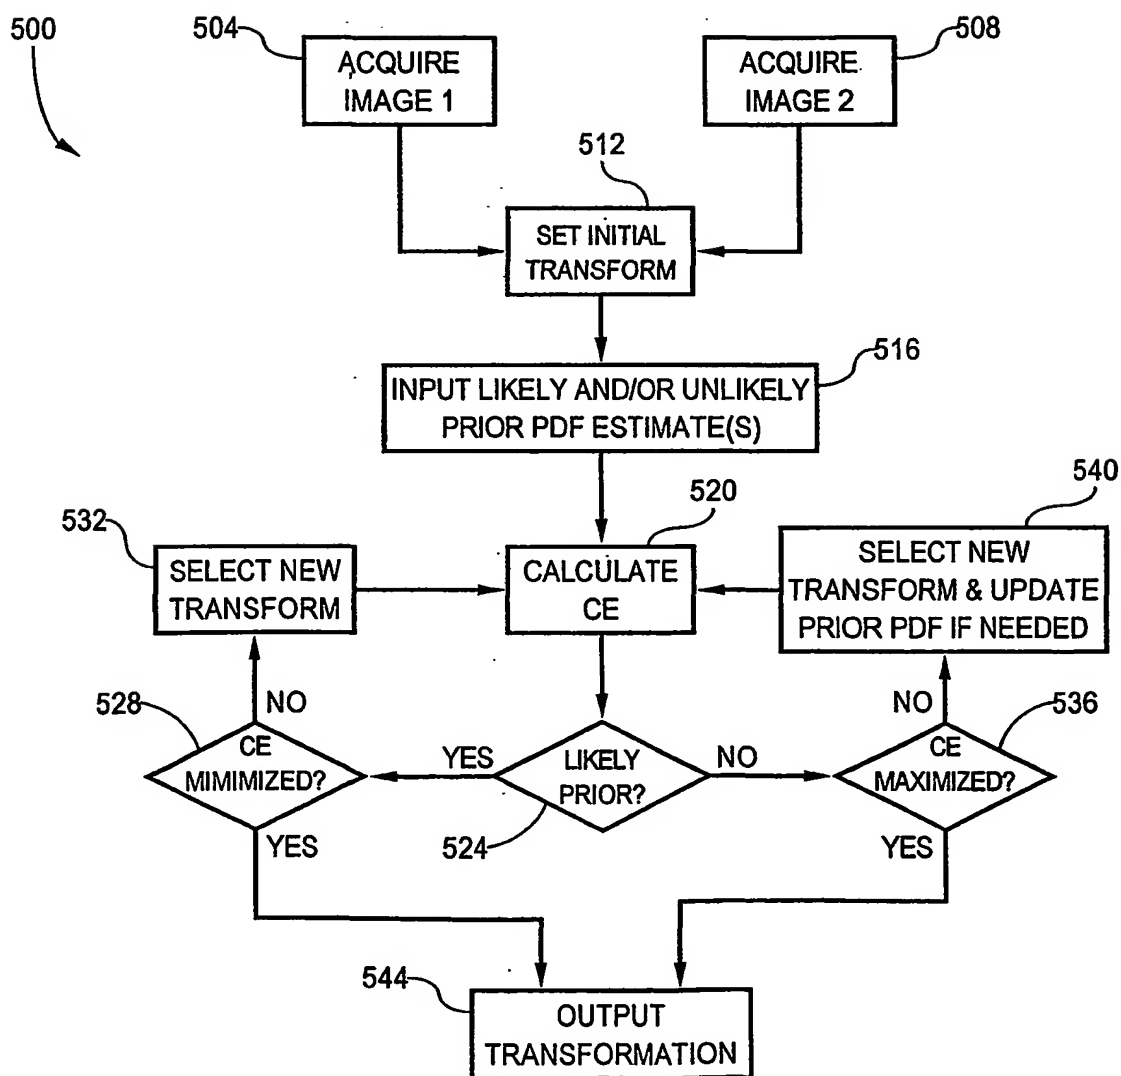 500
504
ACQUIRE
IMAGE 1
508
ACQUIRE
IMAGE 2
512
SET INITIAL
TRANSFORM
516
INPUT LIKELY AND/OR UNLIKELY
PRIOR PDF ESTIMATE(S)
520
CALCULATE
CE
532
SELECT NEW
TRANSFORM
540
SELECT NEW
TRANSFORM & UPDATE
PRIOR PDF IF NEEDED
528
NO
CE
MIMIMIZED?
YES
YES
LIKELY
PRIOR?
524
NO
NO
536
CE
MAXIMIZED?
YES
544
OUTPUT
TRANSFORMATION